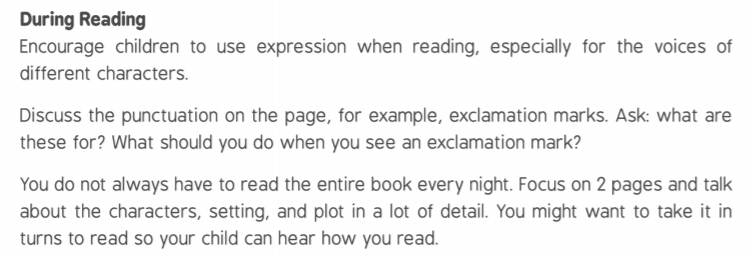 During Reading
Encourage children to use expression when reading, especially for the voices of
different characters.
Discuss the punctuation on the page, for example, exclamation marks. Ask: what are
these for? What should you do when you see an exclamation mark?
You do not always have to read the entire book every night. Focus on 2 pages and talk
about the characters, setting, and plot in a lot of detail. You might want to take it in
turns to read so your child can hear how you read.